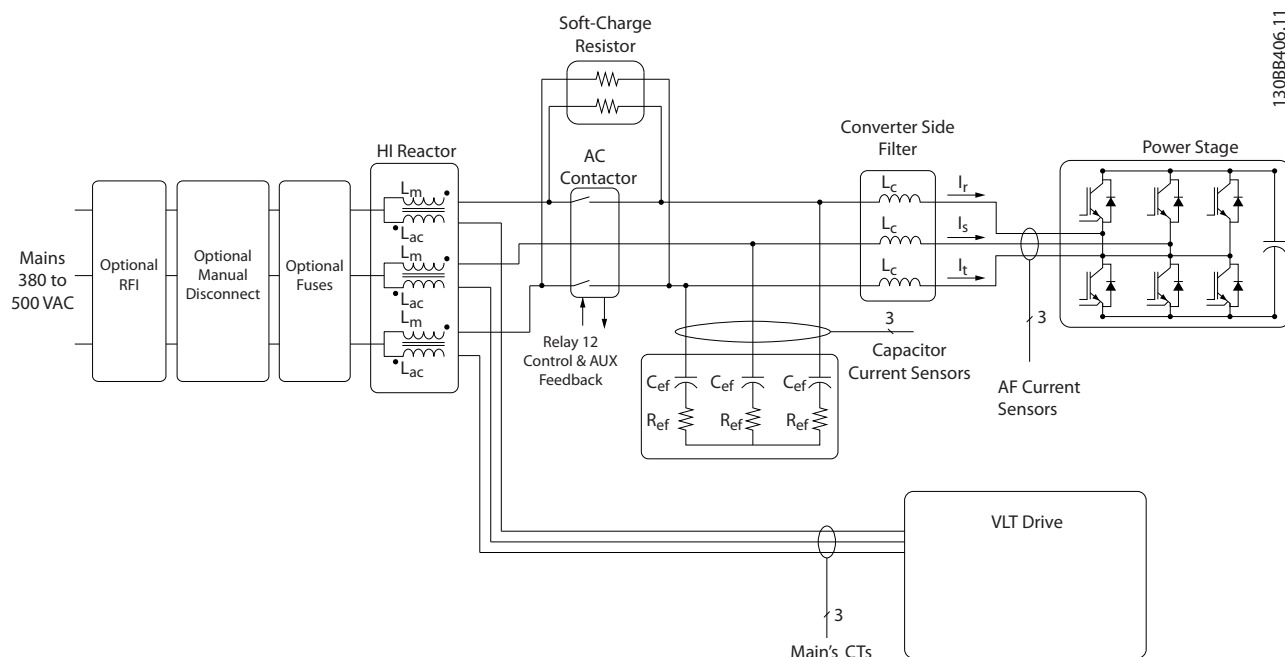 130BB406.11
Soft-Charge
Resistor
HI Reactor
AC
Contactor
Converter Side
Filter
Power Stage
Mains
380 to
500 VAC
Optional
RFI
Optional
Manual
Disconnect
Optional
Fuses
Lm
Lac
Lm
Lac
Lm
Lac
Lc
Lc
Lc
Ir
Is
It
Relay 12
Control & AUX
Feedback
3
Capacitor
Current Sensors
3
AF Current
Sensors
Cef
Cef
Cef
Ref
Ref
Ref
VLT Drive
3
Main's CTs